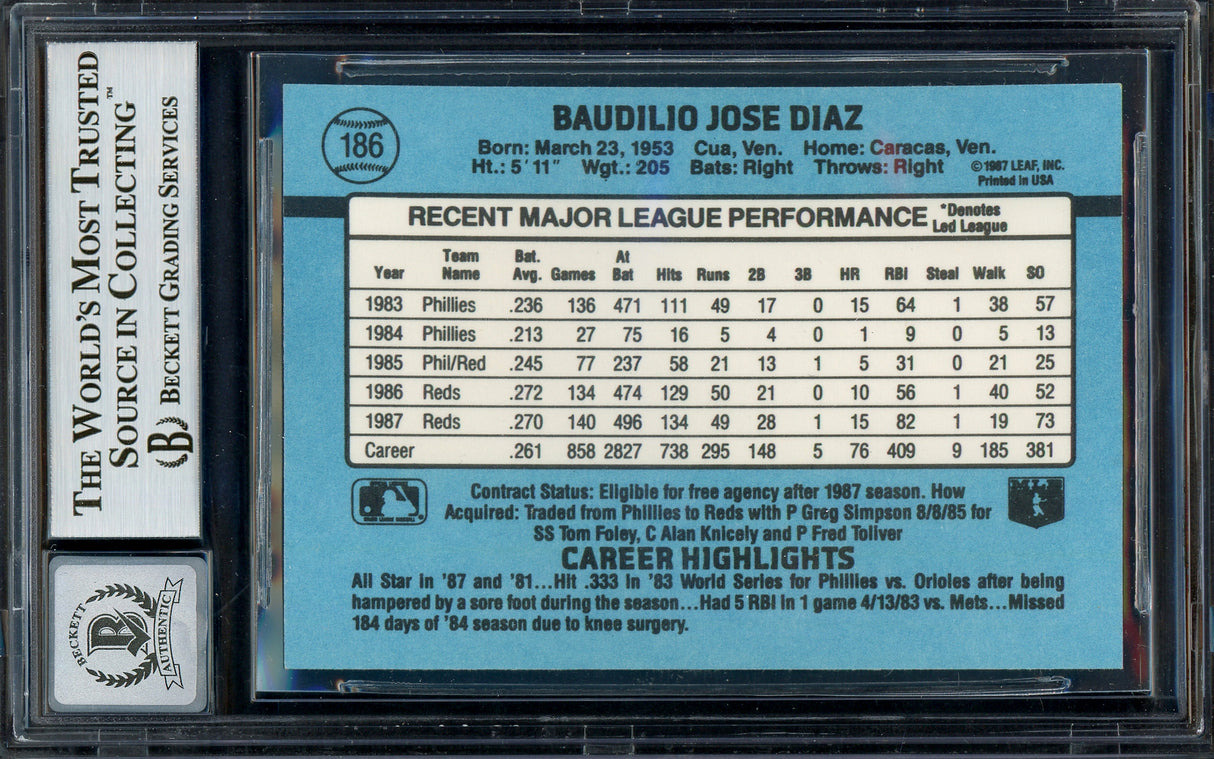 THE WORLD'S MOST TRUSTED™
SOURCE IN COLLECTING
B BECKETT GRADING SERVICES
BECKETT
B
AUTHENTIC
186
BAUDILIO JOSE DIAZ
Born: March 23, 1953 Cua, Ven. Home: Caracas, Ven.
Ht.: 5'11" Wgt.: 205 Bats: Right Throws: Right
©1987 LEAF, INC.
Printed in USA
RECENT MAJOR LEAGUE PERFORMANCE *Denotes
Led League
Year Team Name Bat. Avg. Games At Bat Hits Runs 2B 3B HR RBI Steal Walk SO
1983 Phillies .236 136 471 111 49 17 0 15 64 1 38 57
1984 Phillies .213 27 75 16 5 4 0 1 9 0 5 13
1985 Phil/Red .245 77 237 58 21 13 1 5 31 0 21 25
1986 Reds .272 134 474 129 50 21 0 10 56 1 40 52
1987 Reds .270 140 496 134 49 28 1 15 82 1 19 73
Career .261 858 2827 738 295 148 5 76 409 9 185 381
Contract Status: Eligible for free agency after 1987 season. How
Acquired: Traded from Phillies to Reds with P Greg Simpson 8/8/85 for
SS Tom Foley, C Alan Knicely and P Fred Toliver
MLB
CAREER HIGHLIGHTS
All Star in '87 and '81...Hit .333 in '83 World Series for Phillies vs. Orioles after being
hampered by a sore foot during the season...Had 5 RBI in 1 game 4/13/83 vs. Mets...Missed
184 days of '84 season due to knee surgery.